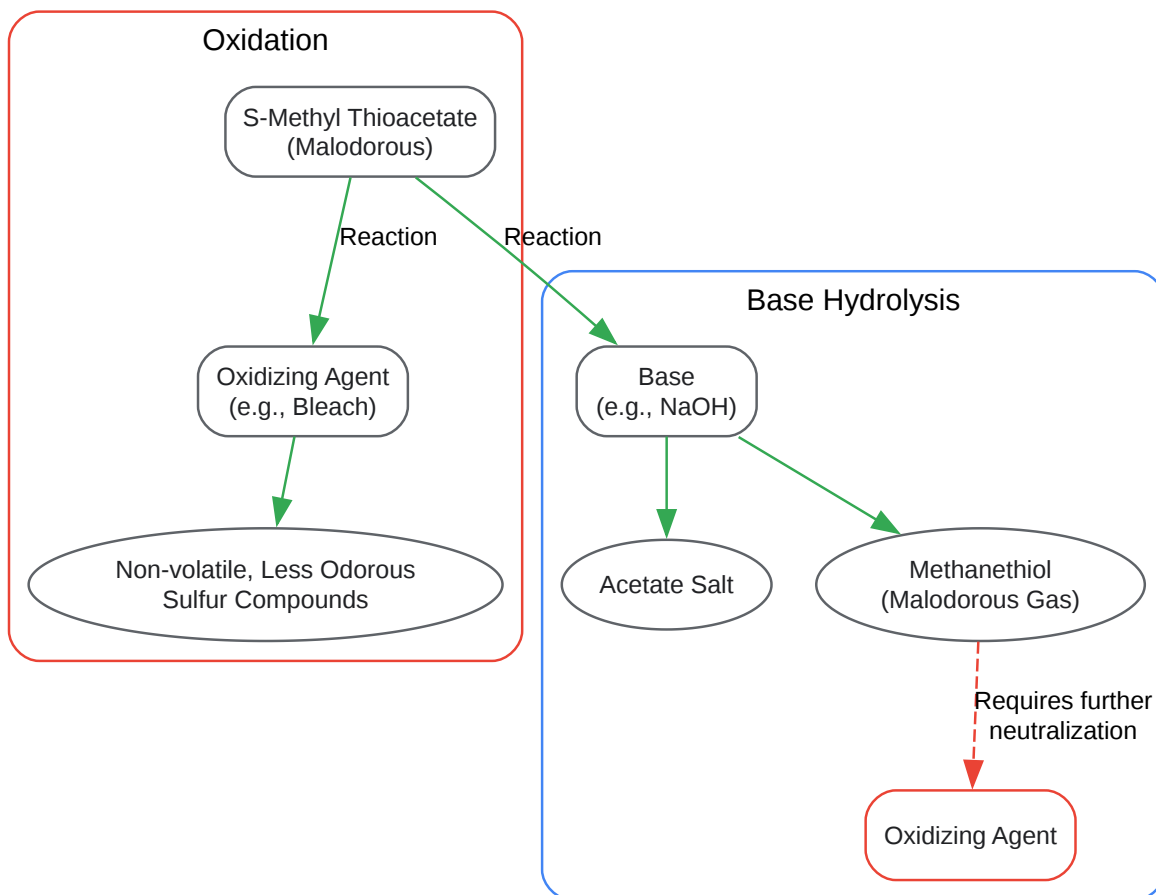 Oxidation
S-Methyl Thioacetate
(Malodorous)
Reaction
Reaction
Base Hydrolysis
Oxidizing Agent
(e.g., Bleach)
Base
(e.g., NaOH)
Non-volatile, Less Odorous
Sulfur Compounds
Acetate Salt
Methanethiol
(Malodorous Gas)
Requires further
neutralization
Oxidizing Agent